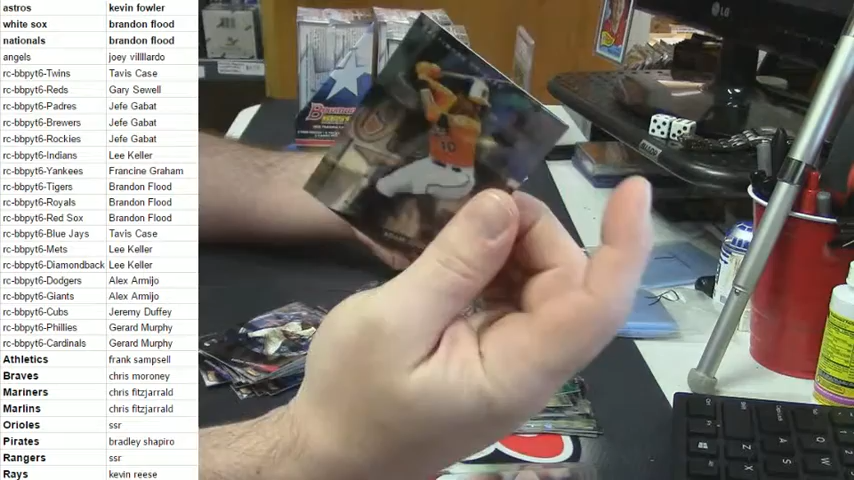 astros kevin fowler
white sox brandon flood
nationals brandon flood
angels joey villllardo
rc-bbpyt6-Twins Tavis Case
rc-bbpyt6-Reds Gary Sewell
rc-bbpyt6-Padres Jefe Gabat
rc-bbpyt6-Brewers Jefe Gabat
rc-bbpyt6-Rockies Jefe Gabat
rc-bbpyt6-Indians Lee Keller
rc-bbpyt6-Yankees Francine Graham
rc-bbpyt6-Tigers Brandon Flood
rc-bbpyt6-Royals Brandon Flood
rc-bbpyt6-Red Sox Brandon Flood
rc-bbpyt6-Blue Jays Tavis Case
rc-bbpyt6-Mets Lee Keller
rc-bbpyt6-Diamondback Lee Keller
rc-bbpyt6-Dodgers Alex Armijo
rc-bbpyt6-Giants Alex Armijo
rc-bbpyt6-Cubs Jeremy Duffey
rc-bbpyt6-Phillies Gerard Murphy
rc-bbpyt6-Cardinals Gerard Murphy
Athletics frank sampsell
Braves chris moroney
Mariners chris fitzjarrald
Marlins chris fitzjarrald
Orioles ssr
Pirates bradley shapiro
Rangers ssr
Rays kevin reese
LG
10
Bowman